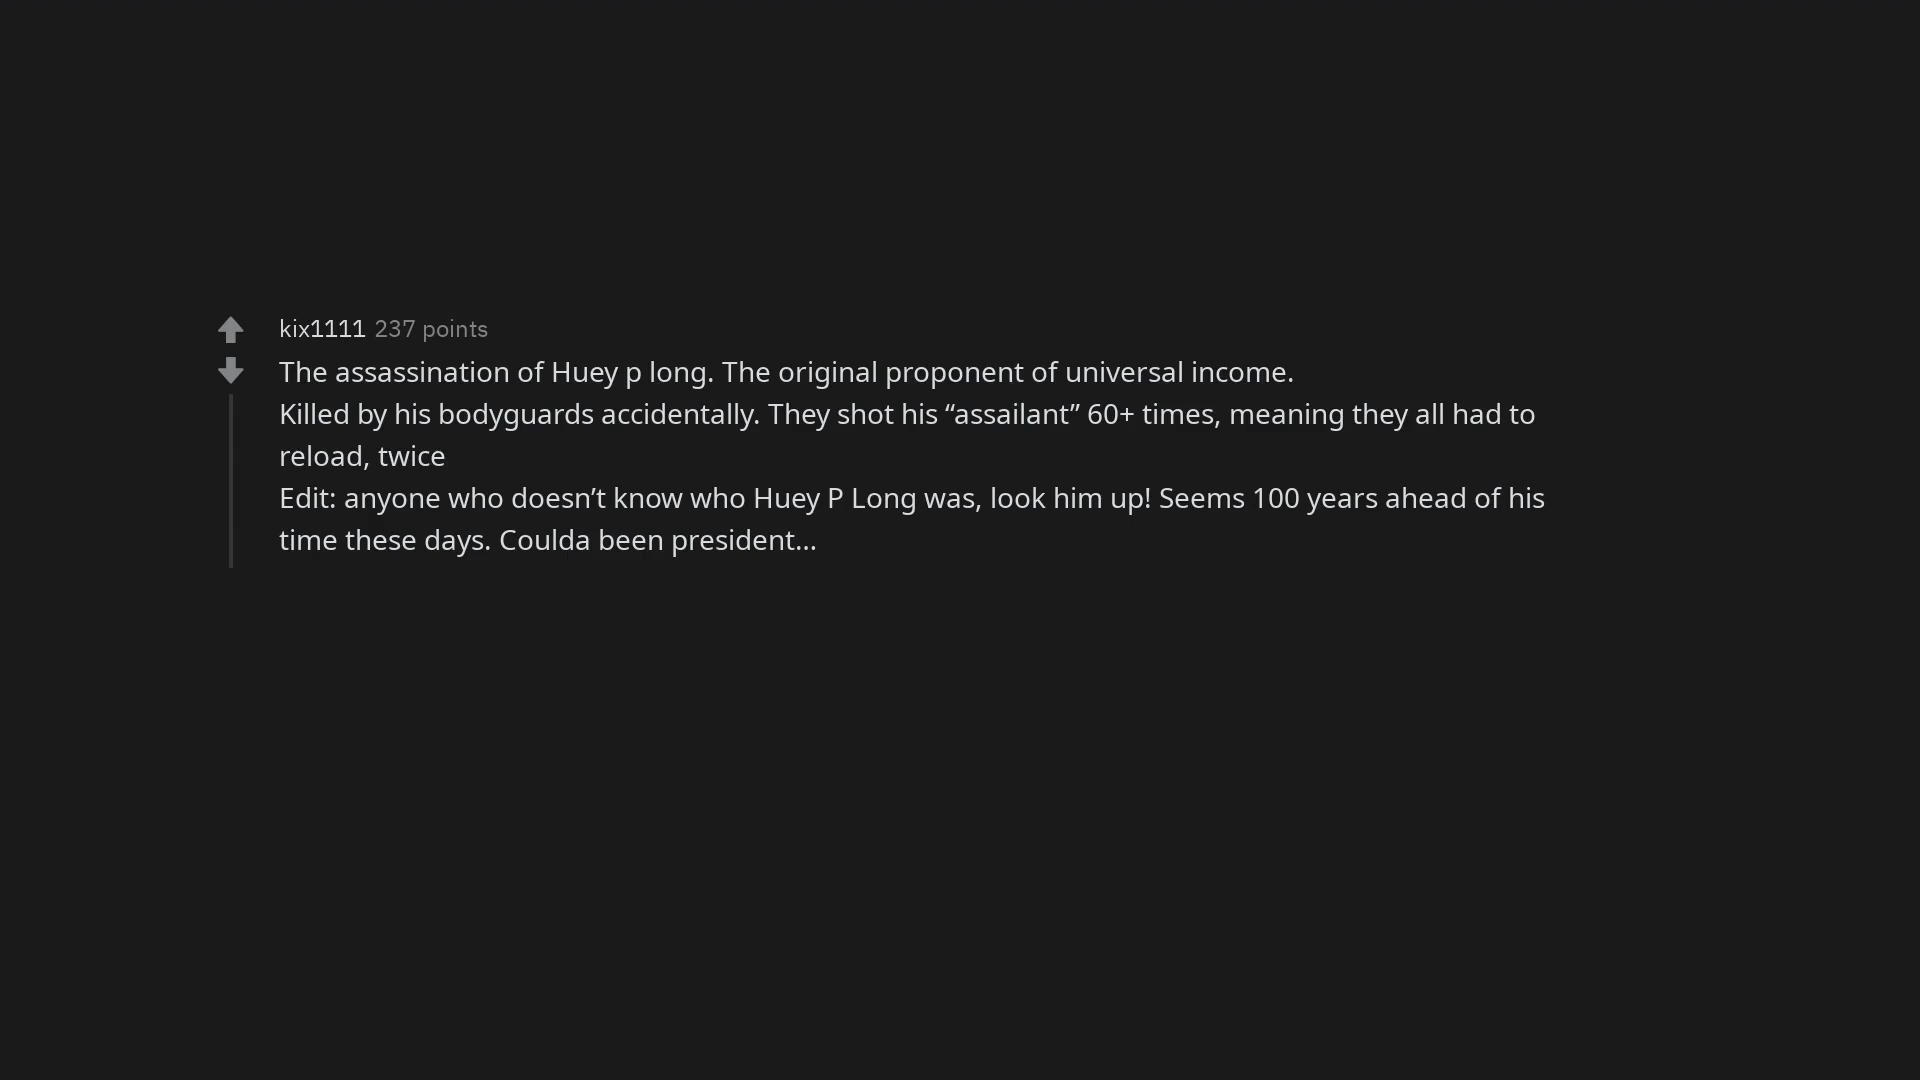 kix1111 237 points
The assassination of Huey p long. The original proponent of universal income.
Killed by his bodyguards accidentally. They shot his “assailant” 60+ times, meaning they all had to
reload, twice
Edit: anyone who doesn’t know who Huey P Long was, look him up! Seems 100 years ahead of his
time these days. Coulda been president...